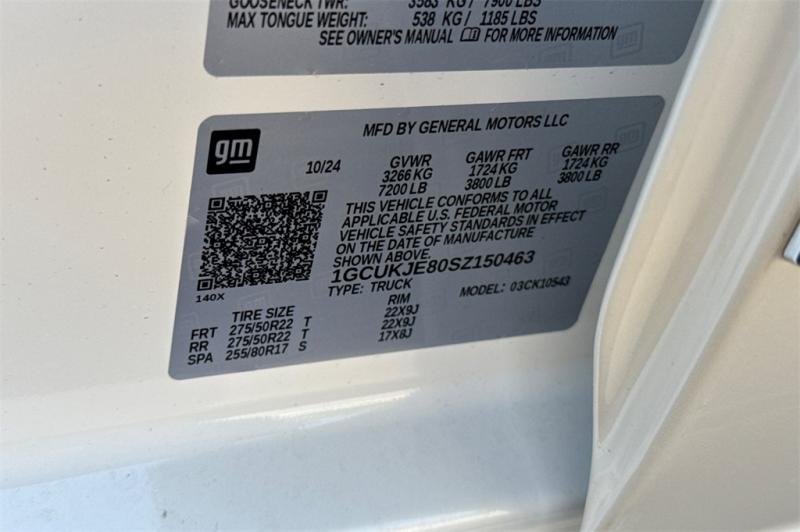 GOOSENECK TWR: 3583 KG / 7900 LBS
MAX TONGUE WEIGHT: 538 KG / 1185 LBS
SEE OWNER'S MANUAL FOR MORE INFORMATION
gm
gm
MFD BY GENERAL MOTORS LLC
10/24
GVWR GAWR FRT GAWR RR
3266 KG 1724 KG 1724 KG
7200 LB 3800 LB 3800 LB
THIS VEHICLE CONFORMS TO ALL
APPLICABLE U.S. FEDERAL MOTOR
VEHICLE SAFETY STANDARDS IN EFFECT
ON THE DATE OF MANUFACTURE
SHOWN ABOVE.
1GCUKJE80SZ150463
TYPE: TRUCK
MODEL: 03CK10543
140X
TIRE SIZE RIM
FRT 275/50R22 T 22X9J
RR 275/50R22 T 22X9J
SPA 255/80R17 S 17X8J